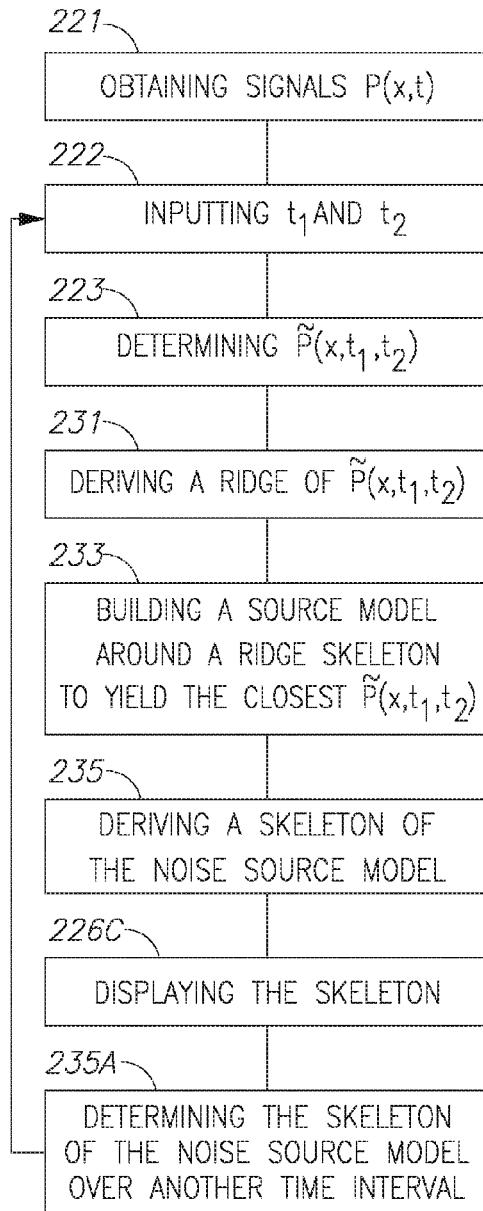 221
OBTAINING SIGNALS P(x,t)
222
INPUTTING t₁ AND t₂
223
DETERMINING P̃(x,t₁,t₂)
231
DERIVING A RIDGE OF P̃(x,t₁,t₂)
233
BUILDING A SOURCE MODEL
AROUND A RIDGE SKELETON
TO YIELD THE CLOSEST P̃(x,t₁,t₂)
235
DERIVING A SKELETON OF
THE NOISE SOURCE MODEL
226C
DISPLAYING THE SKELETON
235A
DETERMINING THE SKELETON
OF THE NOISE SOURCE MODEL
OVER ANOTHER TIME INTERVAL